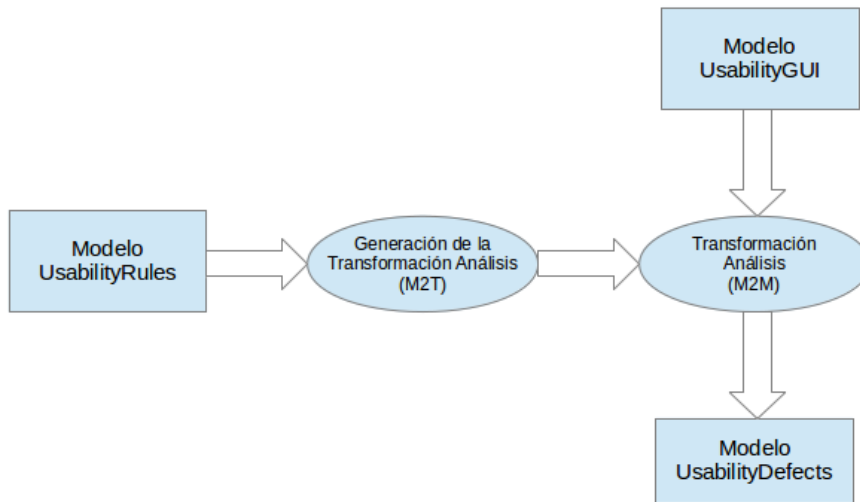 Modelo
UsabilityGUI
Modelo
UsabilityRules
Generación de la
Transformación Análisis
(M2T)
Transformación
Análisis
(M2M)
Modelo
UsabilityDefects